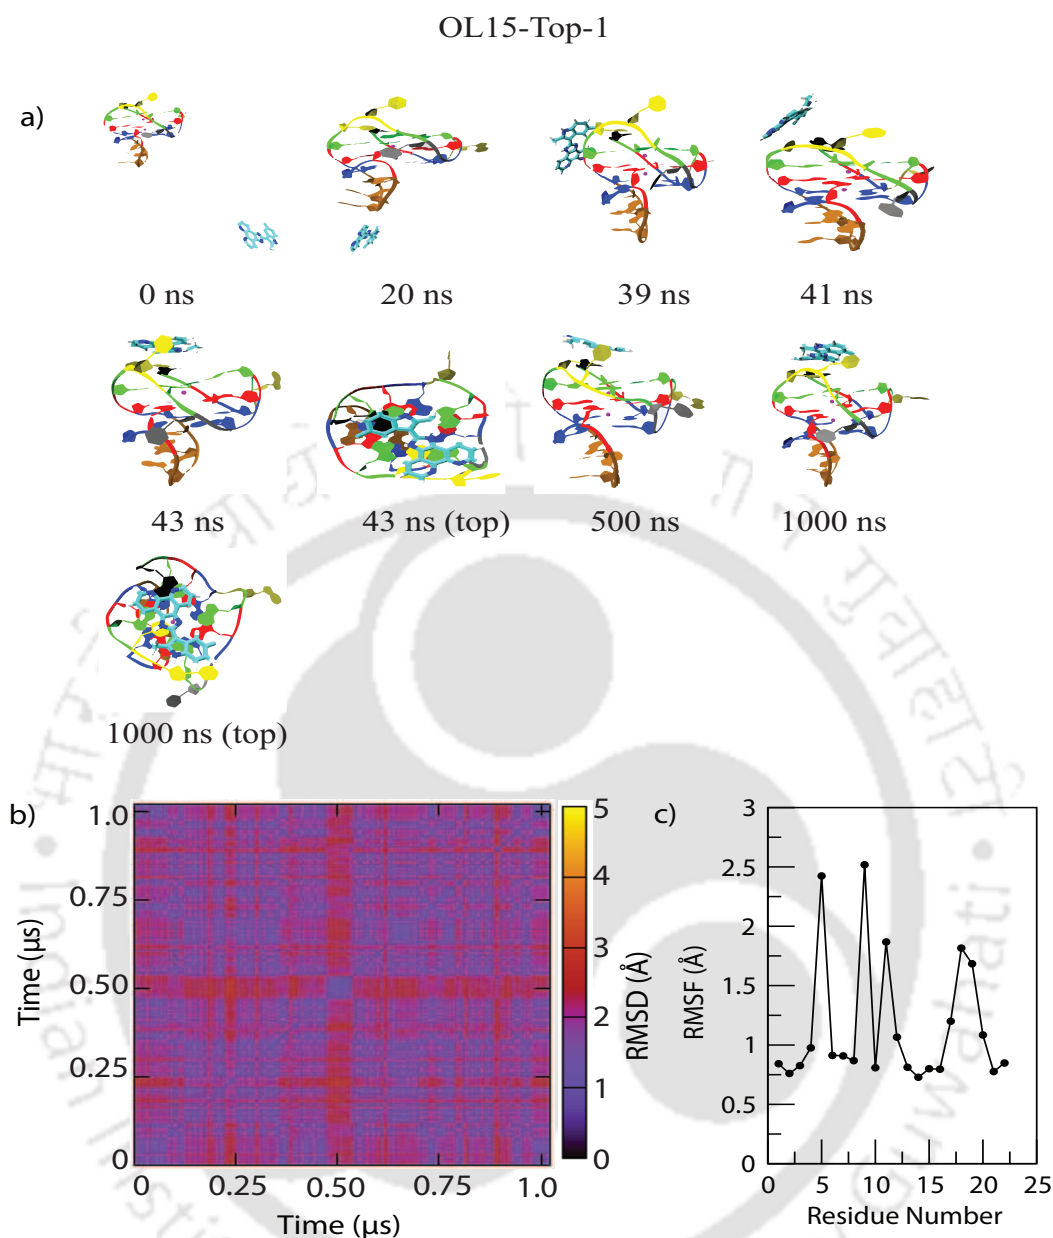 OL15-Top-1
a)
0 ns
20 ns
39 ns
41 ns
43 ns
43 ns (top)
500 ns
1000 ns
1000 ns (top)
b)
1.0
0.75
0.50
0.25
0
Time (µs)
0
0.25
0.50
0.75
1.0
Time (µs)
5
4
3
2
1
0
RMSD (Å)
c)
3
2.5
2
1.5
1
0.5
0
RMSF (Å)
0
5
10
15
20
25
Residue Number
Guwahati